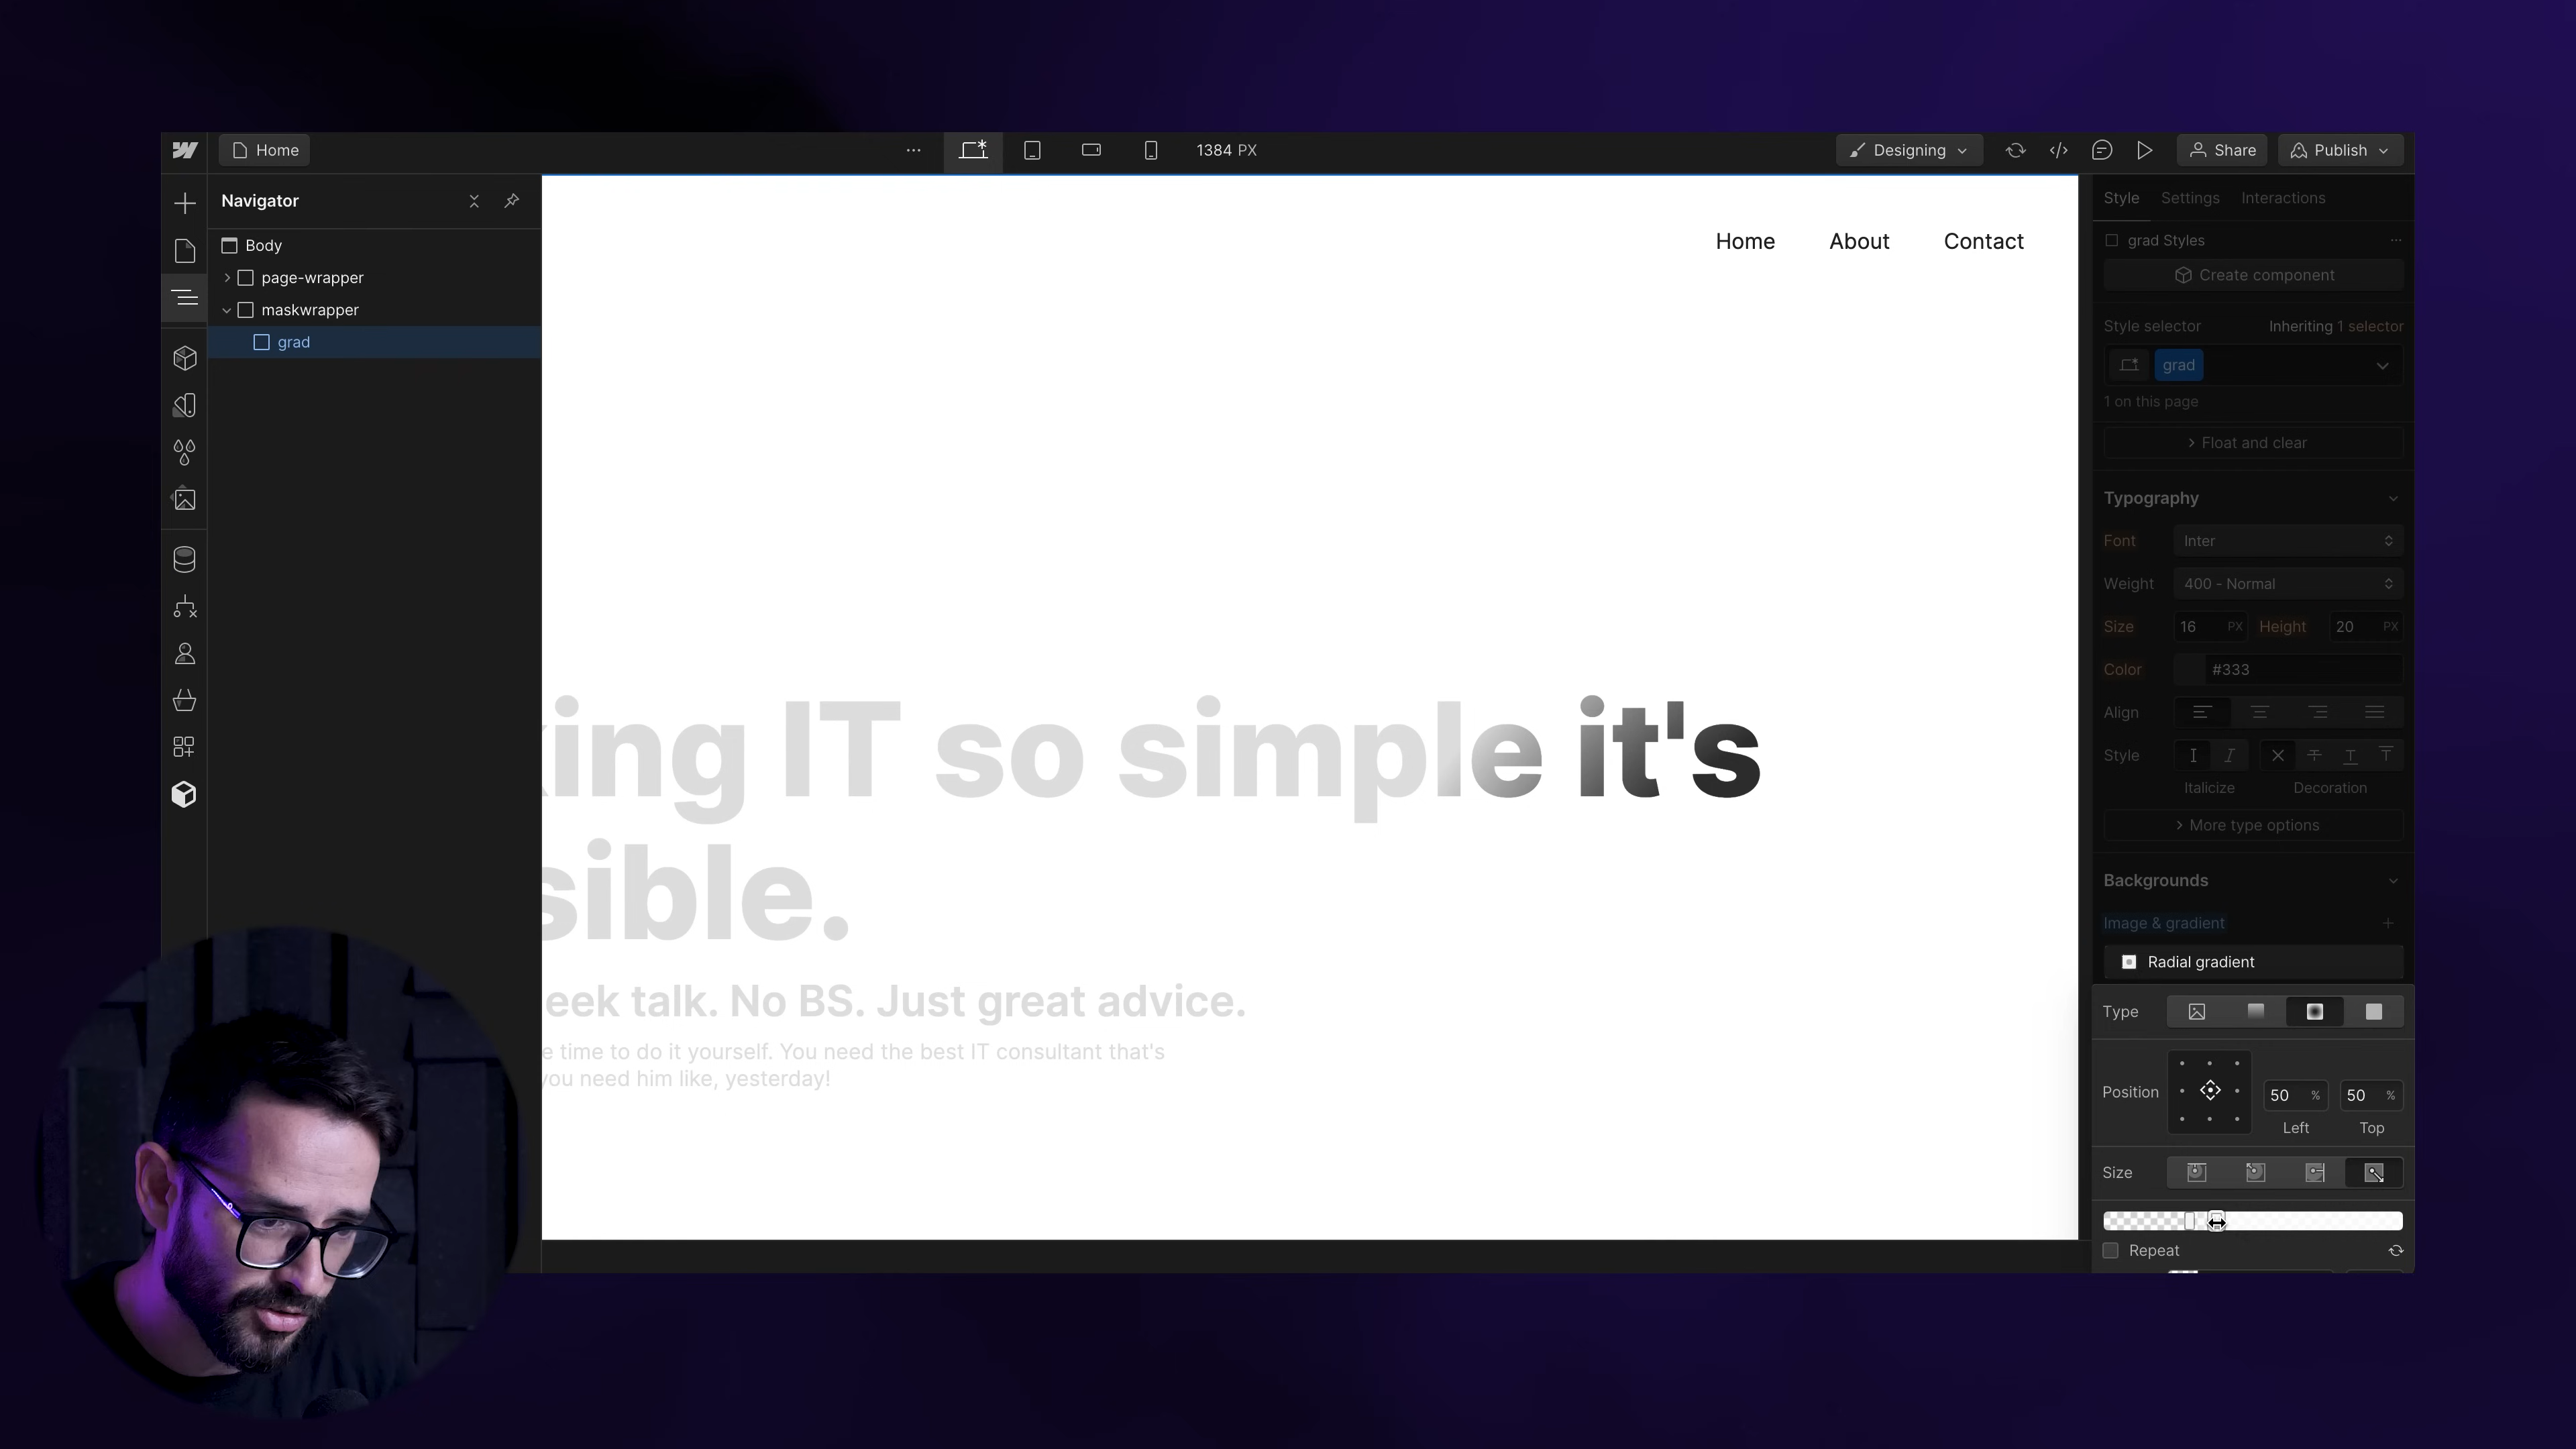 Home
1384 PX
Designing
Share
Publish
Navigator
Body
page-wrapper
maskwrapper
grad
Home About Contact
king IT so simple it's
sible.
eek talk. No BS. Just great advice.
e time to do it yourself. You need the best IT consultant that's
you need him like, yesterday!
Style Settings Interactions
grad Styles
Create component
Style selector Inheriting 1 selector
grad
1 on this page
Float and clear
Typography
Font Inter
Weight 400 - Normal
Size 16 PX Height 20 PX
Color #333
Align
Style
Italicize Decoration
More type options
Backgrounds
Image & gradient
Radial gradient
Type
Position 50 % 50 %
Left Top
Size
Repeat